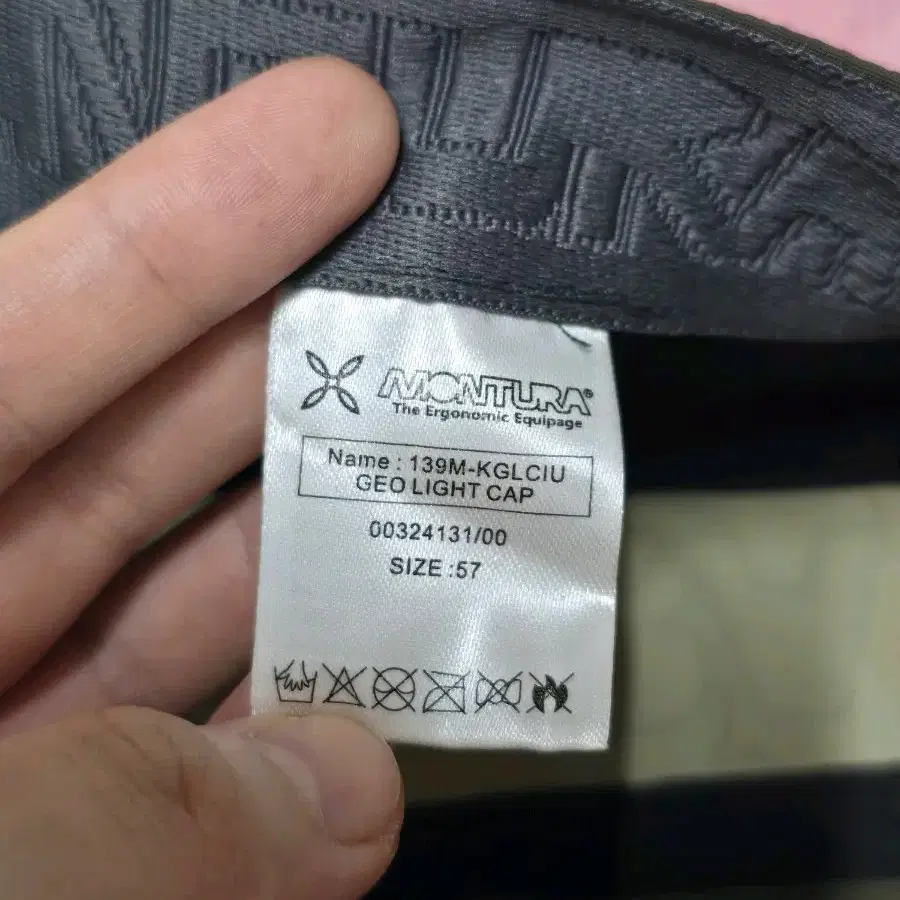 MONTURA®
The Ergonomic Equipage
Name : 139M-KGLCIU
GEO LIGHT CAP
00324131/00
SIZE :57